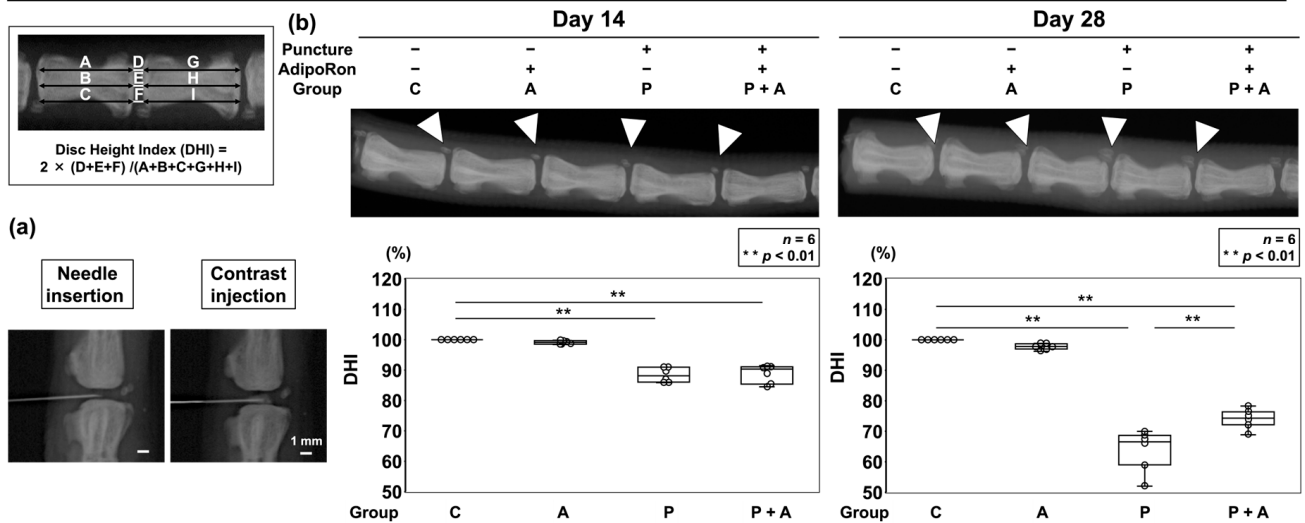 A D G
B E H
C F I
Disc Height Index (DHI) =
2 × (D+E+F) /(A+B+C+G+H+I)
(a)
Needle
insertion
Contrast
injection
1 mm
(b)
Day 14
Puncture − − + +
AdipoRon − + − +
Group C A P P + A
n = 6
** p < 0.01
(%)
DHI
120
110
100
90
80
70
60
50
**
**
Group C A P P + A
Day 28
− − + +
− + − +
C A P P + A
n = 6
** p < 0.01
(%)
DHI
120
110
100
90
80
70
60
50
**
** **
Group C A P P + A